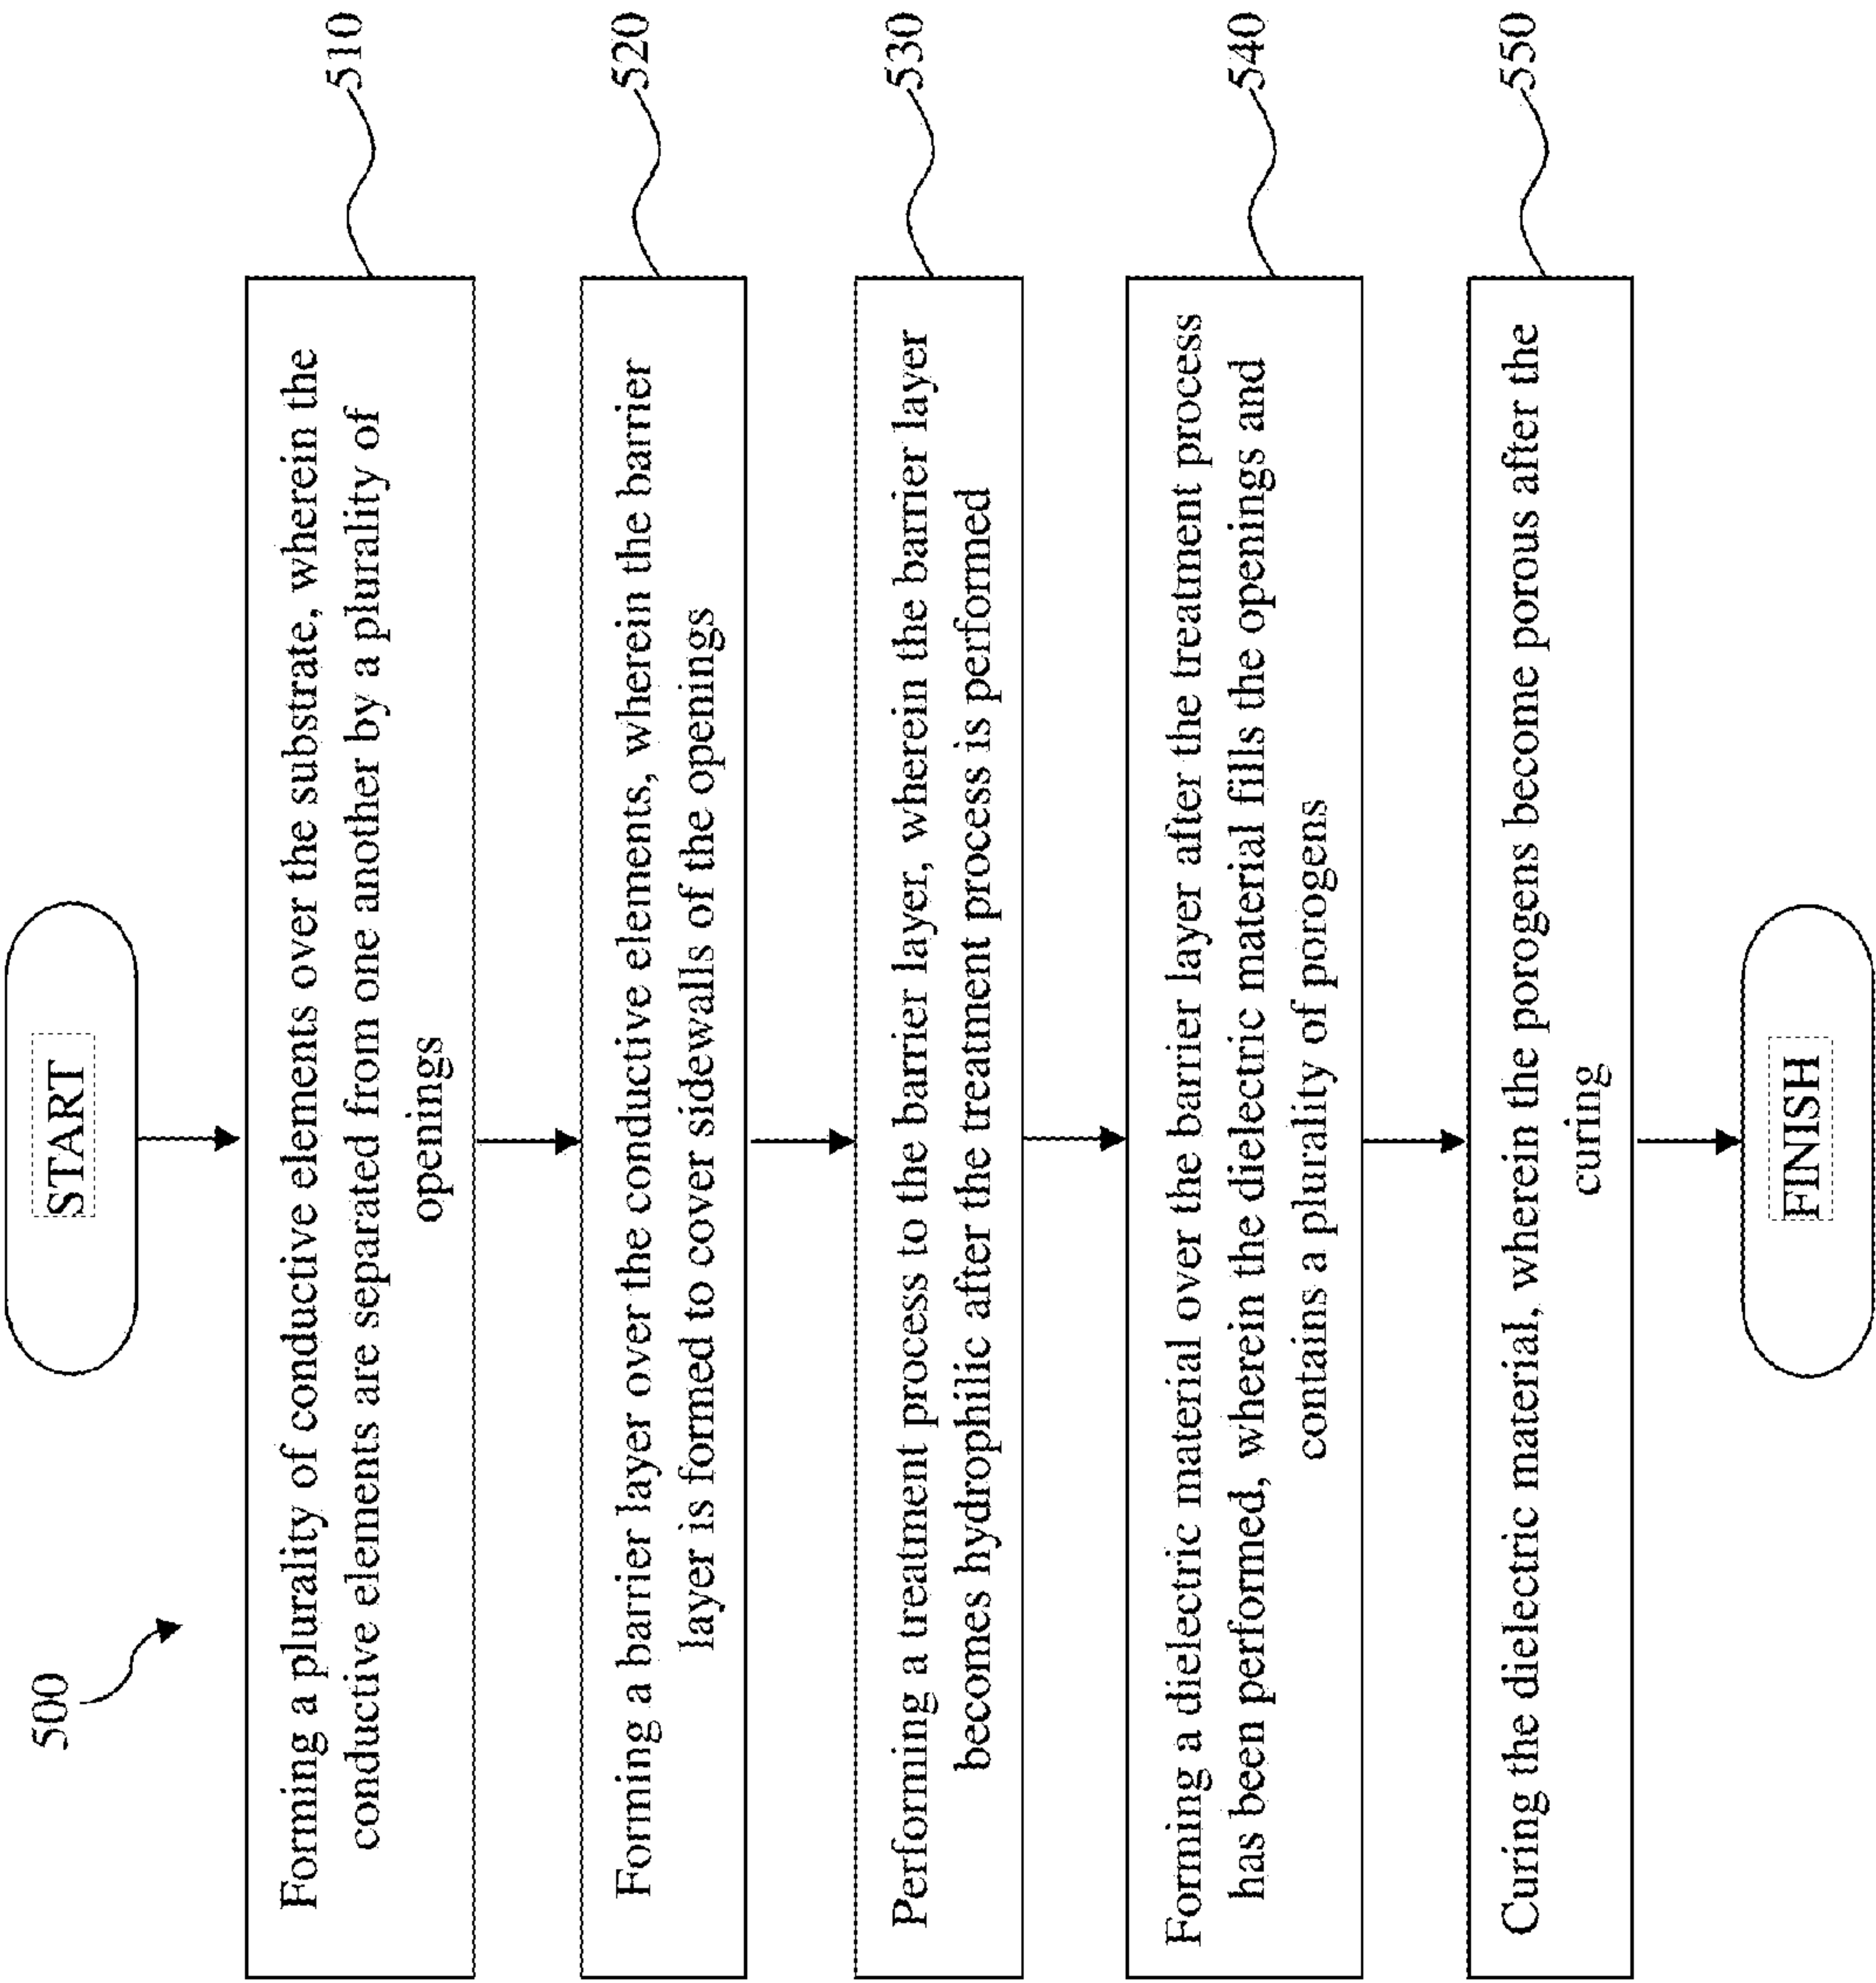 500
START
Forming a plurality of conductive elements over the substrate, wherein the
conductive elements are separated from one another by a plurality of
openings
510
Forming a barrier layer over the conductive elements, wherein the barrier
layer is formed to cover sidewalls of the openings
520
Performing a treatment process to the barrier layer, wherein the barrier layer
becomes hydrophilic after the treatment process is performed
530
Forming a dielectric material over the barrier layer after the treatment process
has been performed, wherein the dielectric material fills the openings and
contains a plurality of porogens
540
Curing the dielectric material, wherein the porogens become porous after the
curing
550
FINISH